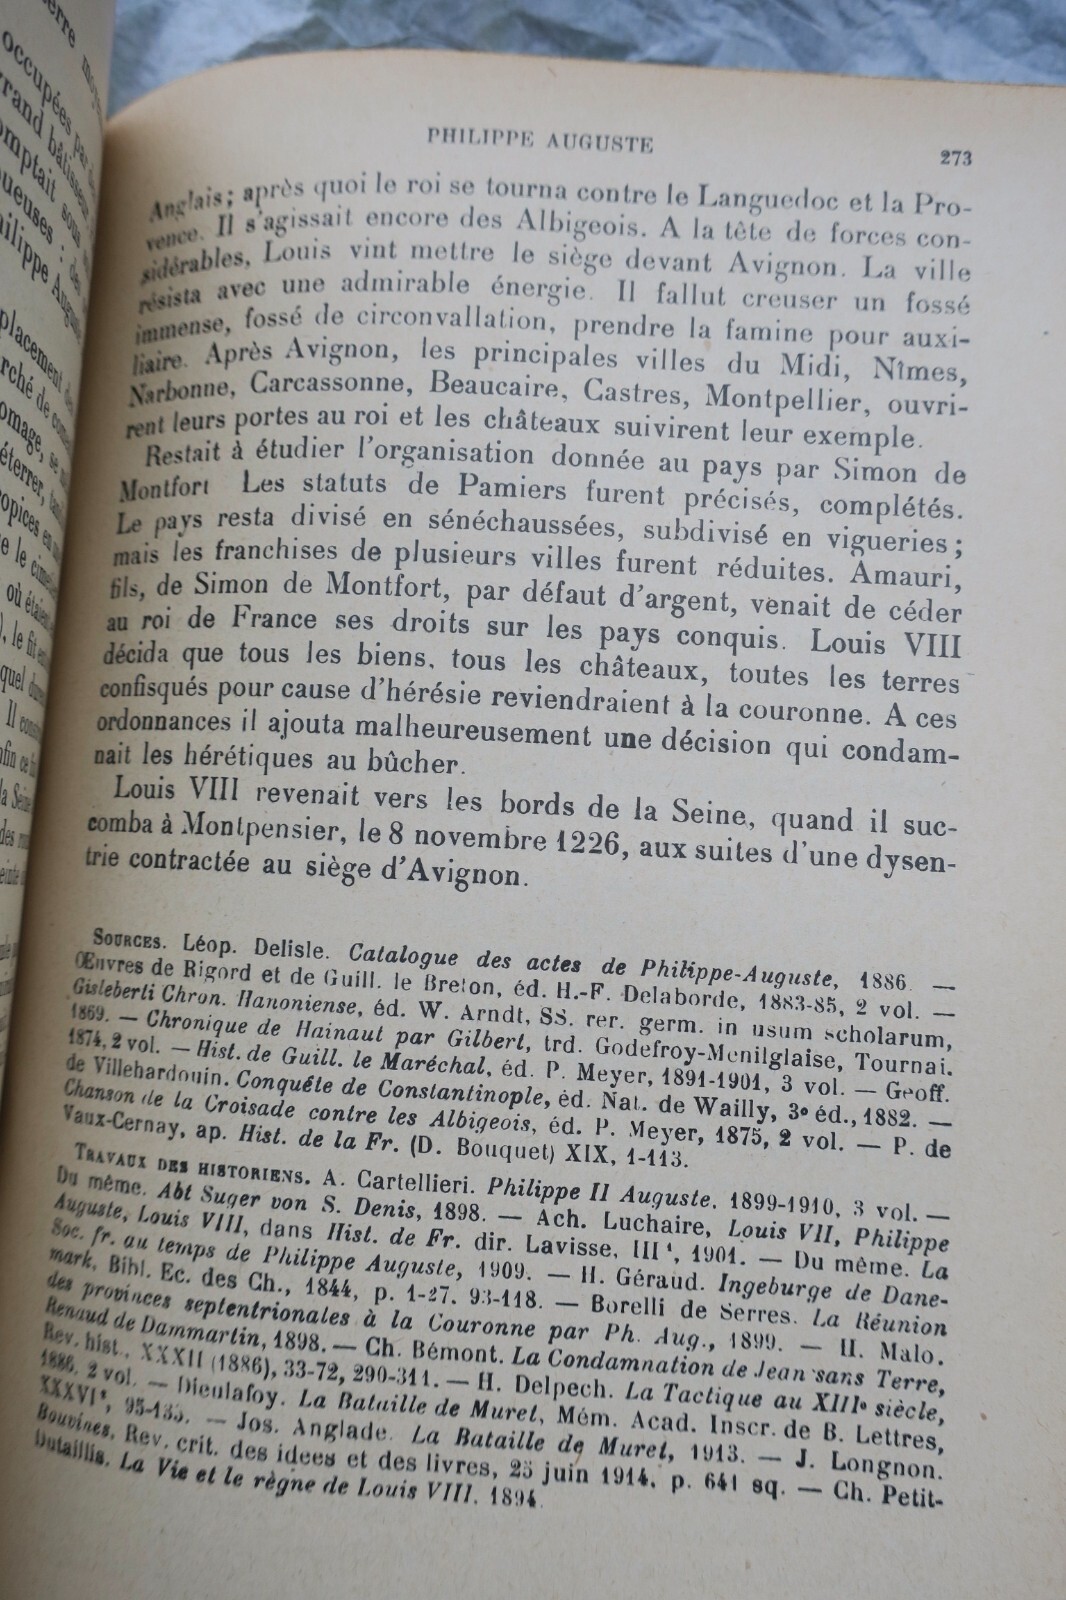 PHILIPPE AUGUSTE
273
Anglais; après quoi le roi se tourna contre le Languedoc et la Pro-
vence. Il s'agissait encore des Albigeois. A la tête de forces con-
sidérables, Louis vint mettre le siège devant Avignon. La ville
résista avec une admirable énergie. Il fallut creuser un fossé
immense, fossé de circonvallation, prendre la famine pour auxi-
liaire. Après Avignon, les principales villes du Midi, Nîmes,
Narbonne, Carcassonne, Beaucaire, Castres, Montpellier, ouvri-
rent leurs portes au roi et les châteaux suivirent leur exemple.
Restait à étudier l'organisation donnée au pays par Simon de
Montfort Les statuts de Pamiers furent précisés, complétés.
Le pays resta divisé en sénéchaussées, subdivisé en vigueries;
mais les franchises de plusieurs villes furent réduites. Amauri,
fils, de Simon de Montfort, par défaut d'argent, venait de céder
au roi de France ses droits sur les pays conquis. Louis VIII
décida que tous les biens, tous les châteaux, toutes les terres
confisqués pour cause d'hérésie reviendraient à la couronne. A ces
ordonnances il ajouta malheureusement une décision qui condam-
nait les hérétiques au bûcher.
Louis VIII revenait vers les bords de la Seine, quand il suc-
comba à Montpensier, le 8 novembre 1226, aux suites d'une dysen-
trie contractée au siège d'Avignon.
SOURCES. Léop. Delisle. Catalogue des actes de Philippe-Auguste, 1886. —
Œuvres de Rigord et de Guill. le Breton, éd. H.-F. Delaborde, 1883-85, 2 vol. —
Gisleberti Chron. Hanoniense, éd. W. Arndt, SS. rer. germ. in usum scholarum,
1869. — Chronique de Hainaut par Gilbert, trd. Godefroy-Menilglaise, Tournai.
1874, 2 vol. — Hist. de Guill. le Maréchal, éd. P. Meyer, 1891-1901, 3 vol. — Geoff.
de Villehardouin. Conquête de Constantinople, éd. Nat. de Wailly, 3e éd., 1882. —
Chanson de la Croisade contre les Albigeois, éd. P. Meyer, 1875, 2 vol. — P. de
Vaux-Cernay, ap. Hist. de la Fr. (D. Bouquet) XIX, 1-113.
TRAVAUX DES HISTORIENS. A. Cartellieri. Philippe II Auguste, 1899-1910, 3 vol. —
Du même. Abt Suger von S. Denis, 1898. — Ach. Luchaire, Louis VII, Philippe
Auguste, Louis VIII, dans Hist. de Fr. dir. Lavisse, III¹, 1901. — Du même. La
Soc. fr. au temps de Philippe Auguste, 1909. — H. Géraud. Ingeburge de Dane-
mark, Bibl. Ec. des Ch., 1844, p. 1-27. 93-118. — Borelli de Serres. La Réunion
des provinces septentrionales à la Couronne par Ph. Aug., 1899. — H. Malo.
Renaud de Dammartin, 1898. — Ch. Bémont. La Condamnation de Jean sans Terre,
Rev. hist., XXXII (1886), 33-72, 290-311. — H. Delpech. La Tactique au XIIIe siècle,
1886, 2 vol. — Dieulafoy. La Bataille de Muret, Mém. Acad. Inscr. de B. Lettres,
XXXVI², 95-135. — Jos. Anglade. La Bataille de Muret, 1913. — J. Longnon.
Bouvines, Rev. crit. des idees et des livres, 25 juin 1914, p. 641 sq. — Ch. Petit-
Dutaillis. La Vie et le règne de Louis VIII. 1894.